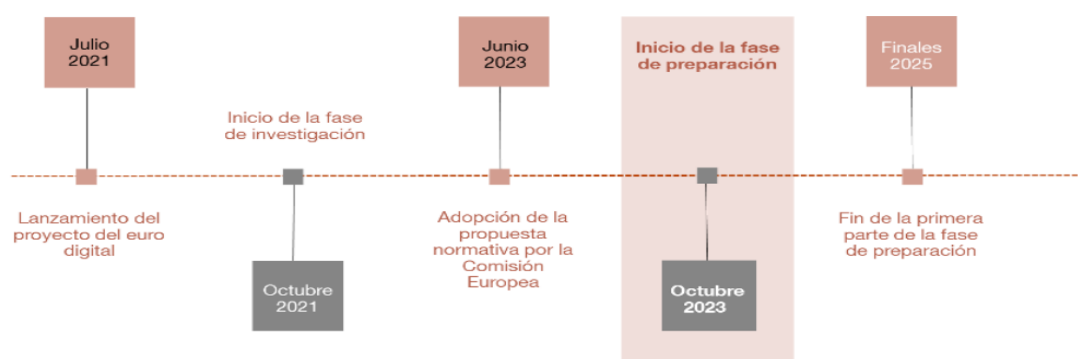 Julio
2021
Lanzamiento del
proyecto del euro
digital
Inicio de la fase
de investigación
Octubre
2021
Junio
2023
Adopción de la
propuesta
normativa por la
Comisión
Europea
Inicio de la fase
de preparación
Octubre
2023
Finales
2025
Fin de la primera
parte de la fase
de preparación